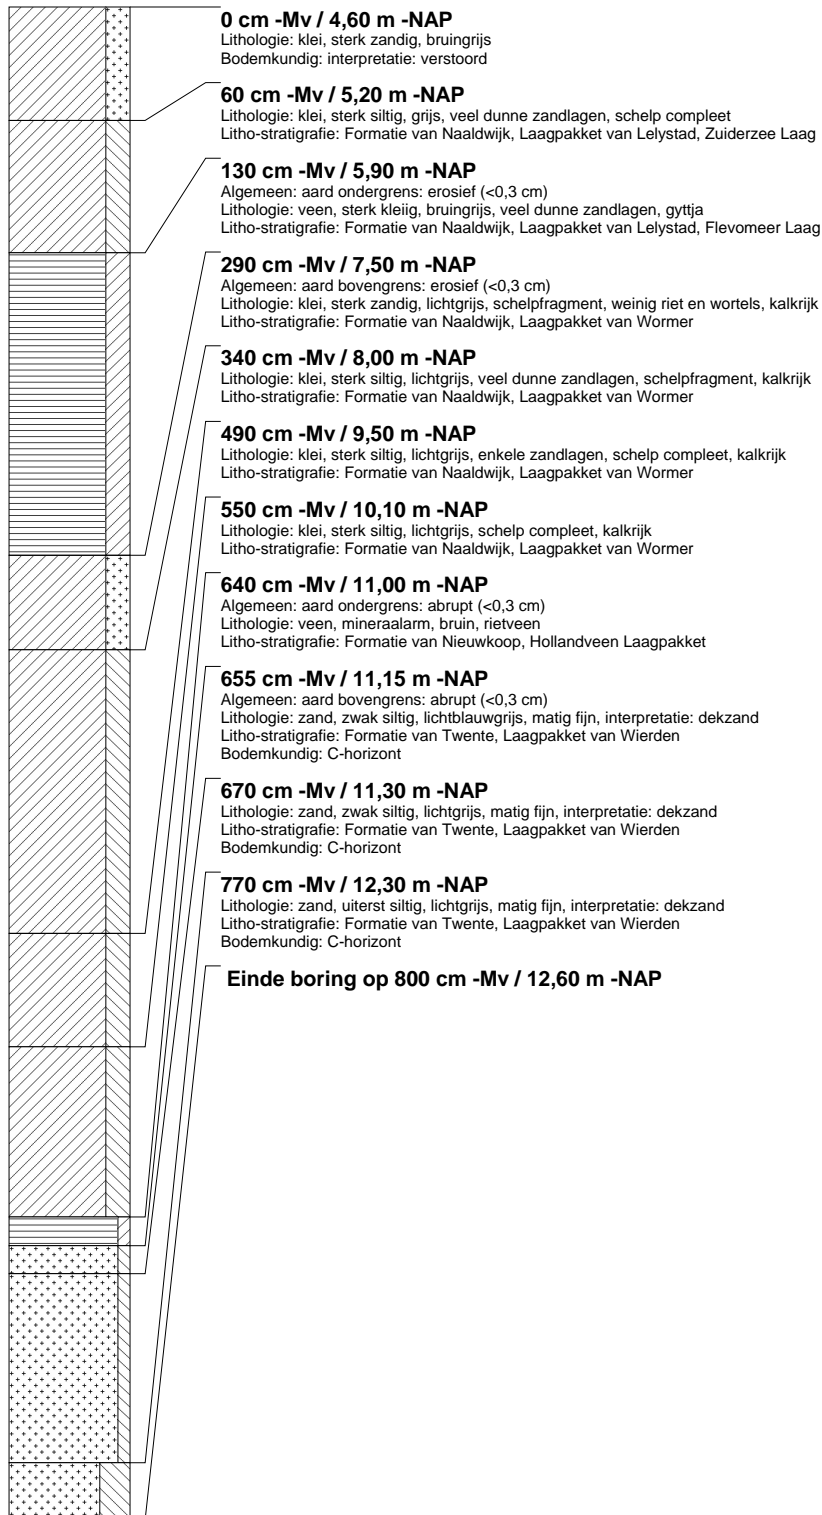 0 cm -Mv / 4,60 m -NAP
Lithologie: klei, sterk zandig, bruingrijs
Bodemkundig: interpretatie: verstoord
60 cm -Mv / 5,20 m -NAP
Lithologie: klei, sterk siltig, grijs, veel dunne zandlagen, schelp compleet
Litho-stratigrafie: Formatie van Naaldwijk, Laagpakket van Lelystad, Zuiderzee Laag
130 cm -Mv / 5,90 m -NAP
Algemeen: aard ondergrens: erosief (<0,3 cm)
Lithologie: veen, sterk kleiig, bruingrijs, veel dunne zandlagen, gyttja
Litho-stratigrafie: Formatie van Naaldwijk, Laagpakket van Lelystad, Flevomeer Laag
290 cm -Mv / 7,50 m -NAP
Algemeen: aard bovengrens: erosief (<0,3 cm)
Lithologie: klei, sterk zandig, lichtgrijs, schelpfragment, weinig riet en wortels, kalkrijk
Litho-stratigrafie: Formatie van Naaldwijk, Laagpakket van Wormer
340 cm -Mv / 8,00 m -NAP
Lithologie: klei, sterk siltig, lichtgrijs, veel dunne zandlagen, schelpfragment, kalkrijk
Litho-stratigrafie: Formatie van Naaldwijk, Laagpakket van Wormer
490 cm -Mv / 9,50 m -NAP
Lithologie: klei, sterk siltig, lichtgrijs, enkele zandlagen, schelp compleet, kalkrijk
Litho-stratigrafie: Formatie van Naaldwijk, Laagpakket van Wormer
550 cm -Mv / 10,10 m -NAP
Lithologie: klei, sterk siltig, lichtgrijs, schelp compleet, kalkrijk
Litho-stratigrafie: Formatie van Naaldwijk, Laagpakket van Wormer
640 cm -Mv / 11,00 m -NAP
Algemeen: aard ondergrens: abrupt (<0,3 cm)
Lithologie: veen, mineraalarm, bruin, rietveen
Litho-stratigrafie: Formatie van Nieuwkoop, Hollandveen Laagpakket
655 cm -Mv / 11,15 m -NAP
Algemeen: aard bovengrens: abrupt (<0,3 cm)
Lithologie: zand, zwak siltig, lichtblauwgrijs, matig fijn, interpretatie: dekzand
Litho-stratigrafie: Formatie van Twente, Laagpakket van Wierden
Bodemkundig: C-horizont
670 cm -Mv / 11,30 m -NAP
Lithologie: zand, zwak siltig, lichtgrijs, matig fijn, interpretatie: dekzand
Litho-stratigrafie: Formatie van Twente, Laagpakket van Wierden
Bodemkundig: C-horizont
770 cm -Mv / 12,30 m -NAP
Lithologie: zand, uiterst siltig, lichtgrijs, matig fijn, interpretatie: dekzand
Litho-stratigrafie: Formatie van Twente, Laagpakket van Wierden
Bodemkundig: C-horizont
Einde boring op 800 cm -Mv / 12,60 m -NAP